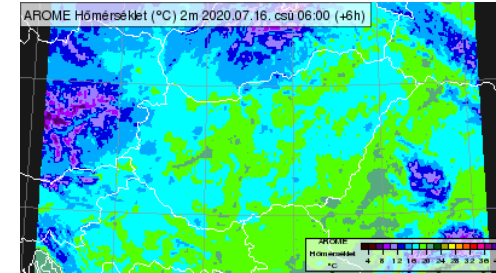 AROME Hőmérséklet (°C) 2m 2020.07.16. csü 06:00 (+6h)
AROME
Hőmérséklet
°C
4 8 12 16 20 24 28 32 36